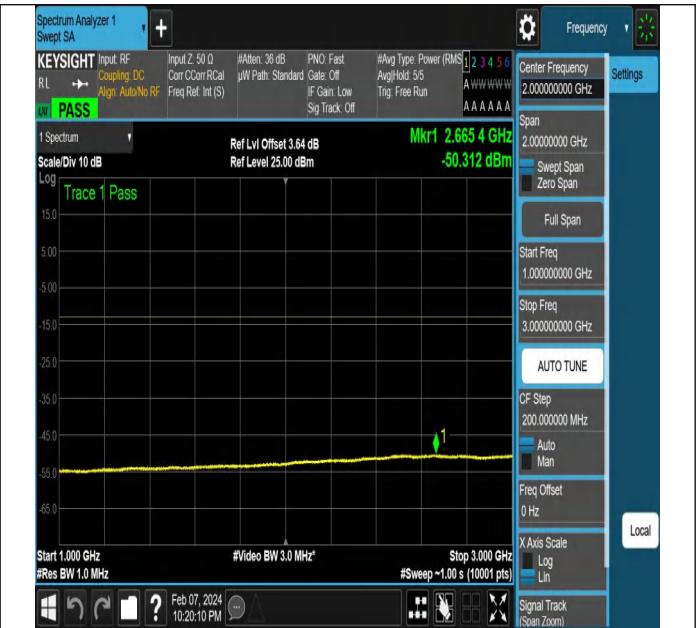 Spectrum Analyzer 1
Swept SA
+
Frequency
KEYSIGHT
Input: RF
Coupling: DC
Align: Auto/No RF
Input Z: 50 Ω
Corr CCorr RCal
Freq Ref: Int (S)
#Atten: 36 dB
µW Path: Standard
PNO: Fast
Gate: Off
IF Gain: Low
Sig Track: Off
#Avg Type: Power (RMS
Avg|Hold: 5/5
Trig: Free Run
1 2 3 4 5 6
A W W W W W
A A A A A A
RL
PASS
1 Spectrum
Scale/Div 10 dB
Ref Lvl Offset 3.64 dB
Ref Level 25.00 dBm
Mkr1 2.665 4 GHz
-50.312 dBm
Log
Trace 1 Pass
15.0
5.00
-5.00
-15.0
-25.0
-35.0
-45.0
-55.0
-65.0
1
Start 1.000 GHz
#Res BW 1.0 MHz
#Video BW 3.0 MHz*
Stop 3.000 GHz
#Sweep ~1.00 s (10001 pts)
Feb 07, 2024
10:20:10 PM
?
Settings
Center Frequency
2.000000000 GHz
Span
2.00000000 GHz
Swept Span
Zero Span
Full Span
Start Freq
1.000000000 GHz
Stop Freq
3.000000000 GHz
AUTO TUNE
CF Step
200.000000 MHz
Auto
Man
Freq Offset
0 Hz
X Axis Scale
Log
Lin
Signal Track
(Span Zoom)
Local